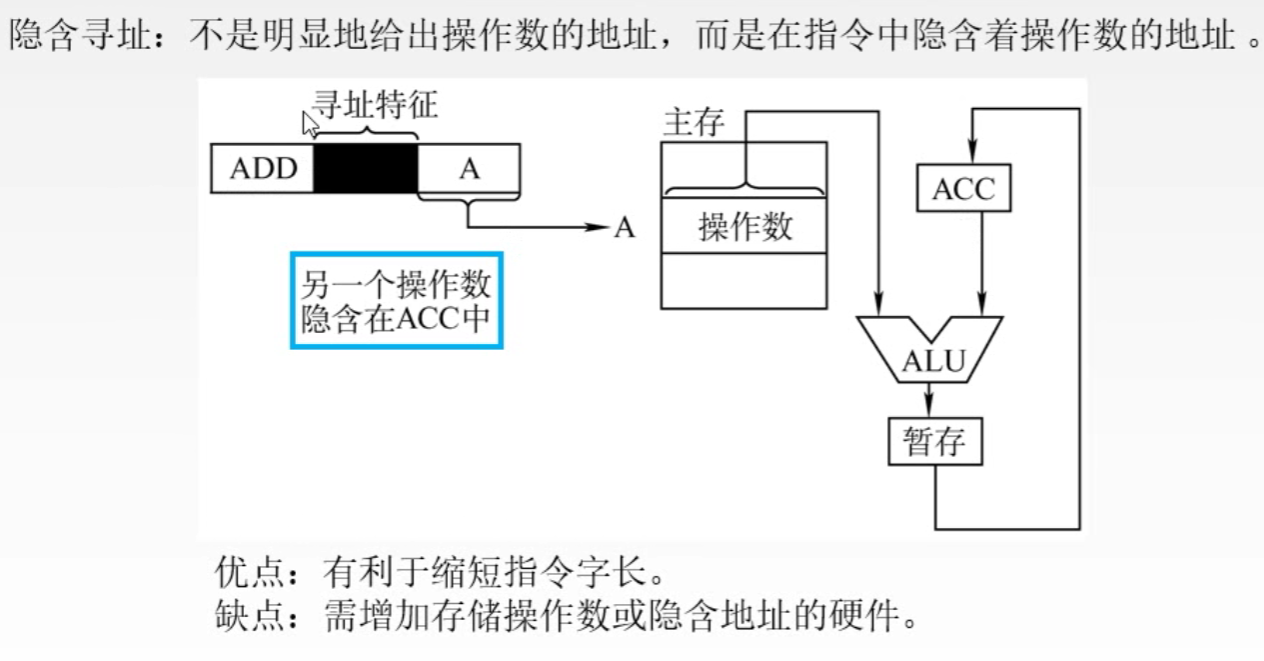 隐含寻址：不是明显地给出操作数的地址，而是在指令中隐含着操作数的地址 。
寻址特征
主存
ADD
A
ACC
A
操作数
另一个操作数
隐含在ACC中
ALU
暂存
优点：有利于缩短指令字长。
缺点：需增加存储操作数或隐含地址的硬件。